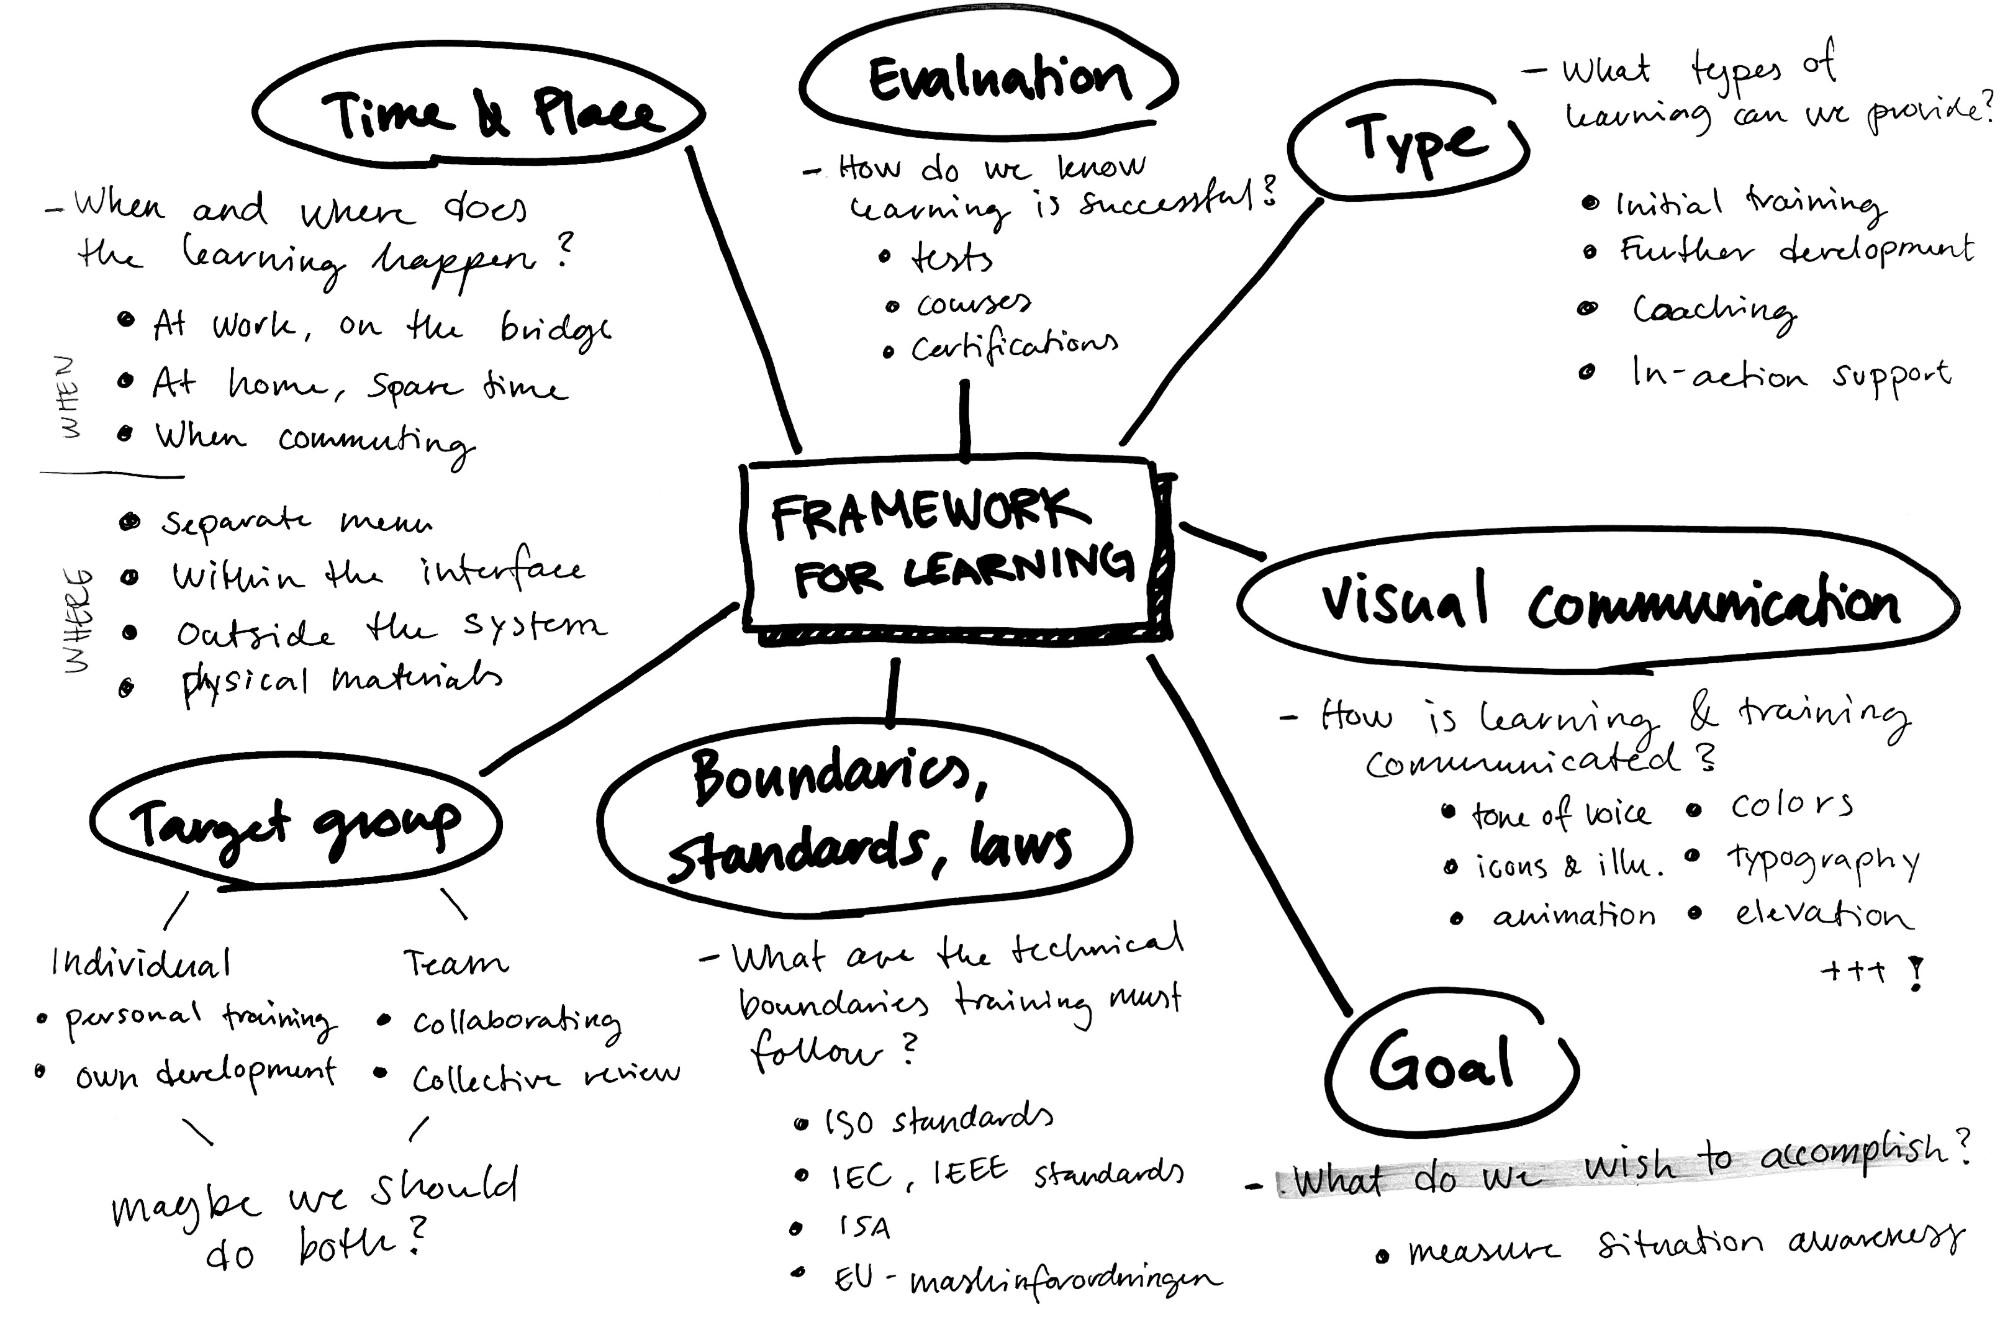 Time & Place
- When and where does
the learning happen?
WHEN
• At work, on the bridge
• At home, spare time
• When commuting
WHERE
• separate menu
• within the interface
• outside the system
• physical materials
Evaluation
- How do we know
learning is successful?
• tests
• courses
• certifications
Type
- What types of
learning can we provide?
• Initial training
• Further development
• Coaching
• In-action support
FRAMEWORK
FOR LEARNING
Visual communication
- How is learning & training
communicated?
• tone of voice
• icons & illu.
• animation
• colors
• typography
• elevation
+++ !
Target group
Individual
• personal training
• own development
Team
• collaborating
• collective review
maybe we should
do both?
Boundaries,
standards, laws
- What are the technical
boundaries training must
follow?
• ISO standards
• IEC, IEEE standards
• ISA
• EU-maskinforordningen
Goal
- What do we wish to accomplish?
• measure situation awareness